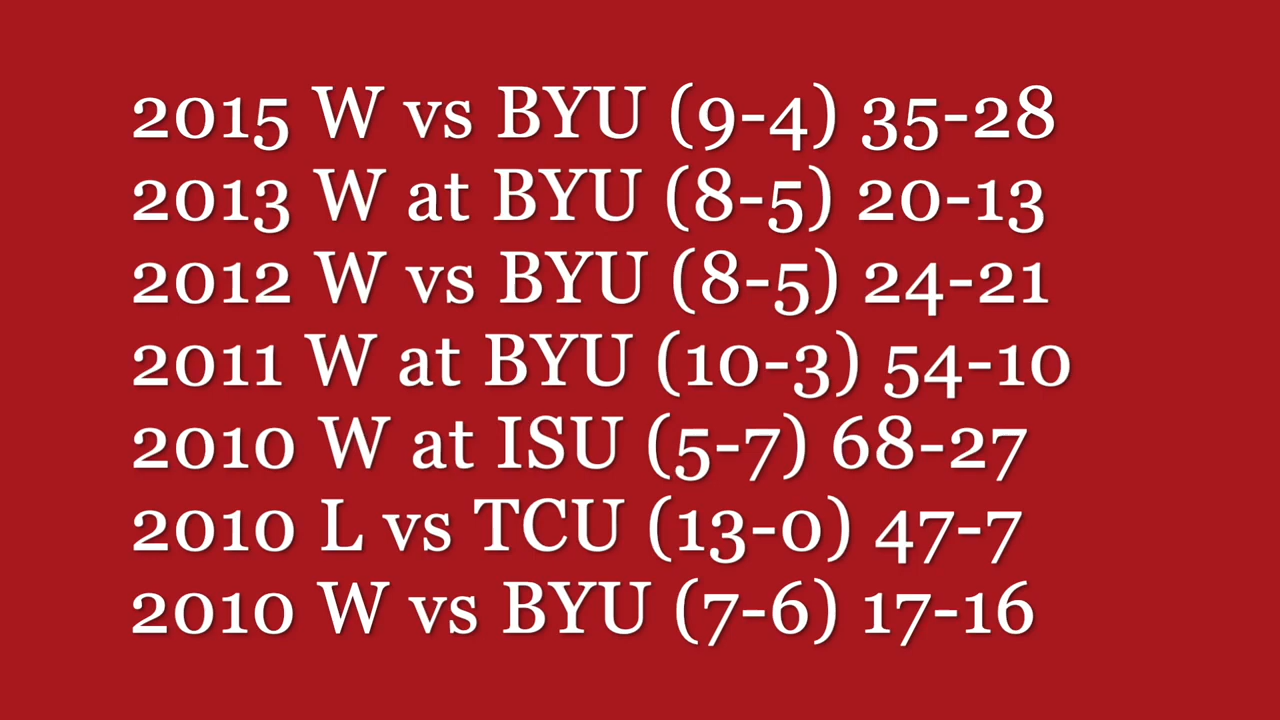 2015 W vs BYU (9-4) 35-28
2013 W at BYU (8-5) 20-13
2012 W vs BYU (8-5) 24-21
2011 W at BYU (10-3) 54-10
2010 W at ISU (5-7) 68-27
2010 L vs TCU (13-0) 47-7
2010 W vs BYU (7-6) 17-16